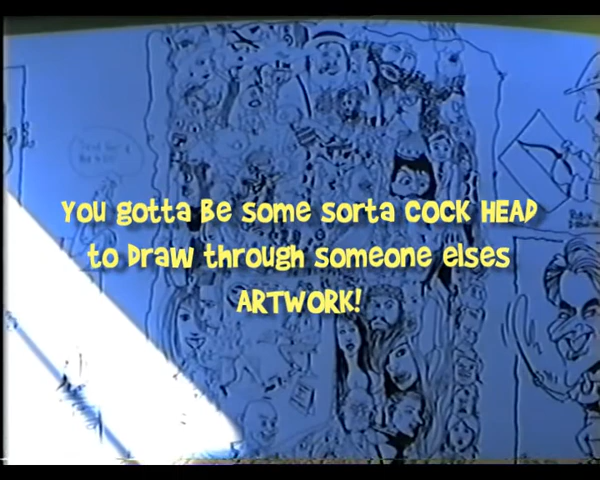 You gotta Be some sorta COCK HEAD
to Draw through someone elses
ARTWORK!